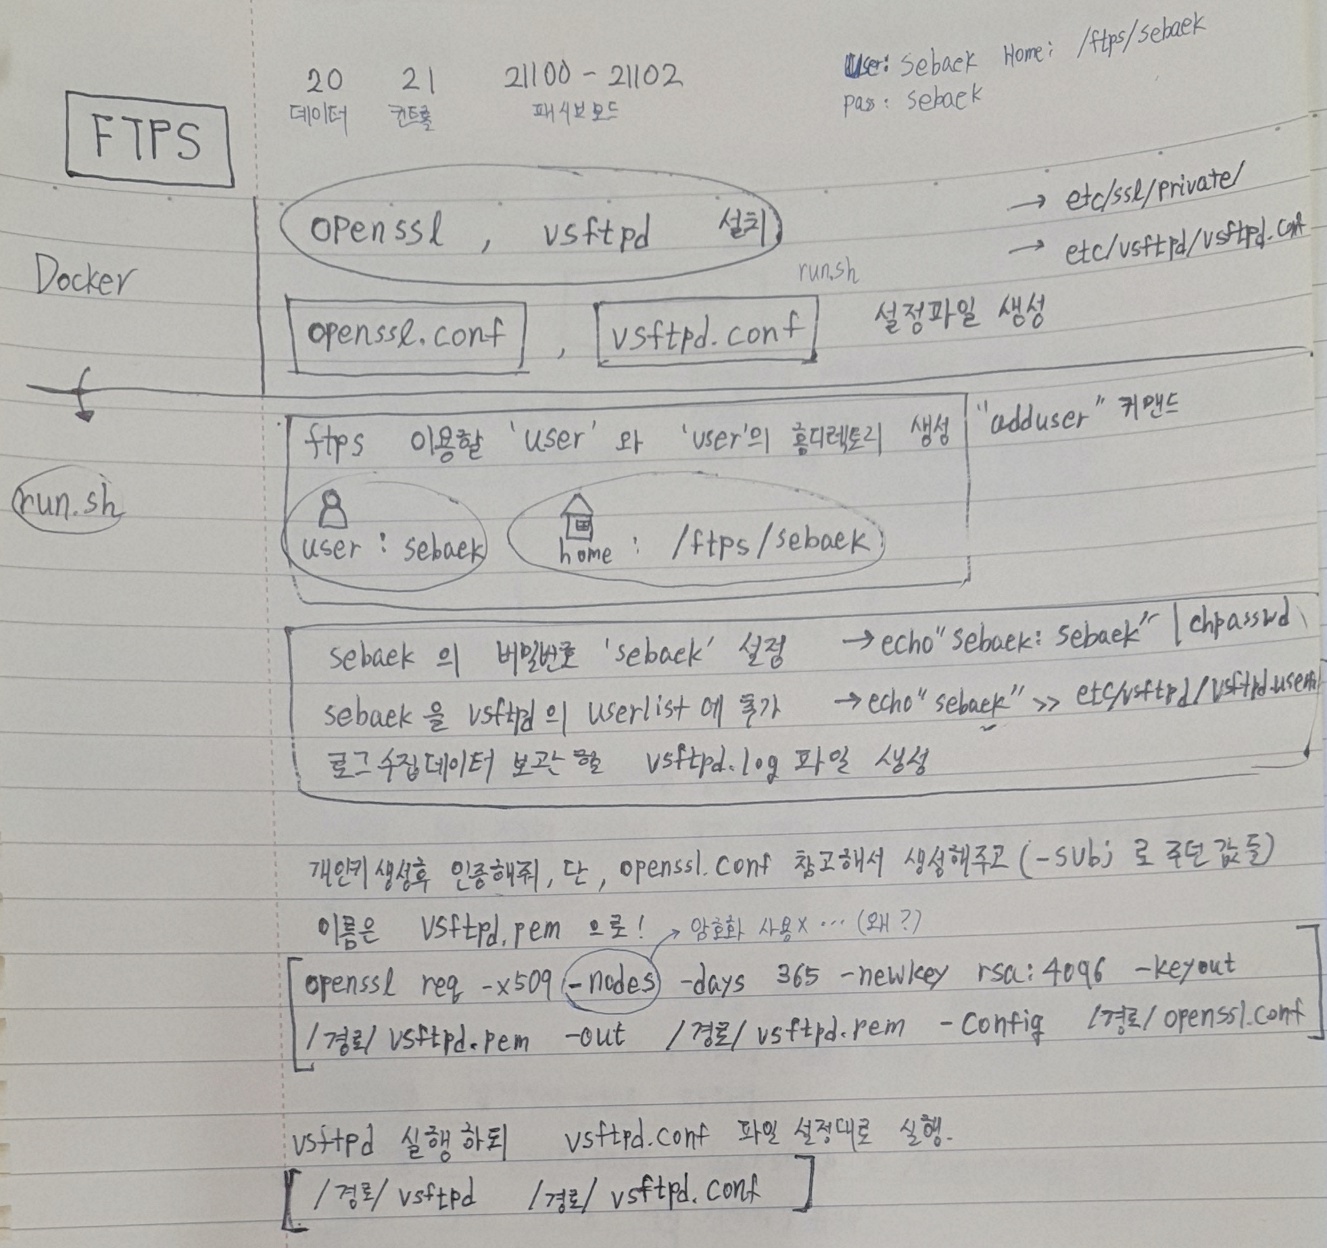 User: sebaek Home: /ftps/sebaek
pass: sebaek
20 21 21100 - 21102
데이터 컨트롤 패시브모드
FTPS
openssl , vsftpd 설치
→ etc/ssl/private/
→ etc/vsftpd/vsftpd.conf
Docker
run.sh
openssl.conf , vsftpd.conf 설정파일 생성
ftps 이용할 'user' 와 'user'의 홈디렉토리 생성 "adduser" 커맨드
run.sh
user : sebaek home : /ftps/sebaek
sebaek 의 비밀번호 'sebaek' 설정 → echo "sebaek: sebaek" | chpasswd
sebaek 을 vsftpd 의 userlist 에 추가 → echo "sebaek" >> etc/vsftpd/vsftpd.userli
로그 수집데이터 보관 할 vsftpd.log 파일 생성
개인키 생성후 인증해줘, 단, openssl.conf 참고해서 생성해주고 (-subj 로 주던 값들)
이름은 vsftpd.pem 으로! → 암호화 사용X ... (왜?)
[openssl req -x509 -nodes -days 365 -newkey rsa:4096 -keyout
/경로/ vsftpd.pem -out /경로/ vsftpd.pem -config /경로/ openssl.conf]
vsftpd 실행 하되 vsftpd.conf 파일 설정대로 실행.
[/경로/ vsftpd /경로/ vsftpd.conf]